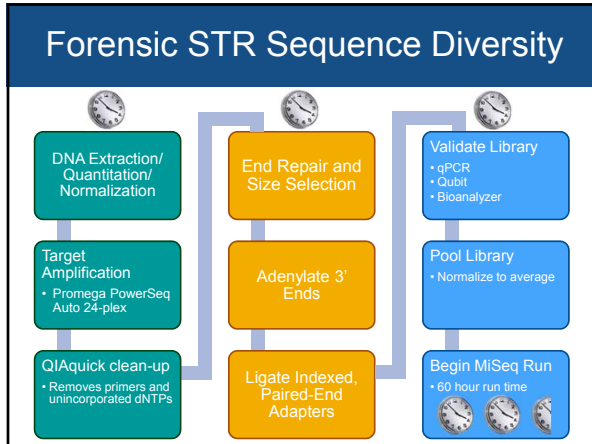 Forensic STR Sequence Diversity
DNA Extraction/
Quantitation/
Normalization
Target
Amplification
• Promega PowerSeq
Auto 24-plex
QIAquick clean-up
• Removes primers and
unincorporated dNTPs
End Repair and
Size Selection
Adenylate 3’
Ends
Ligate Indexed,
Paired-End
Adapters
Validate Library
• qPCR
• Qubit
• Bioanalyzer
Pool Library
• Normalize to average
Begin MiSeq Run
• 60 hour run time